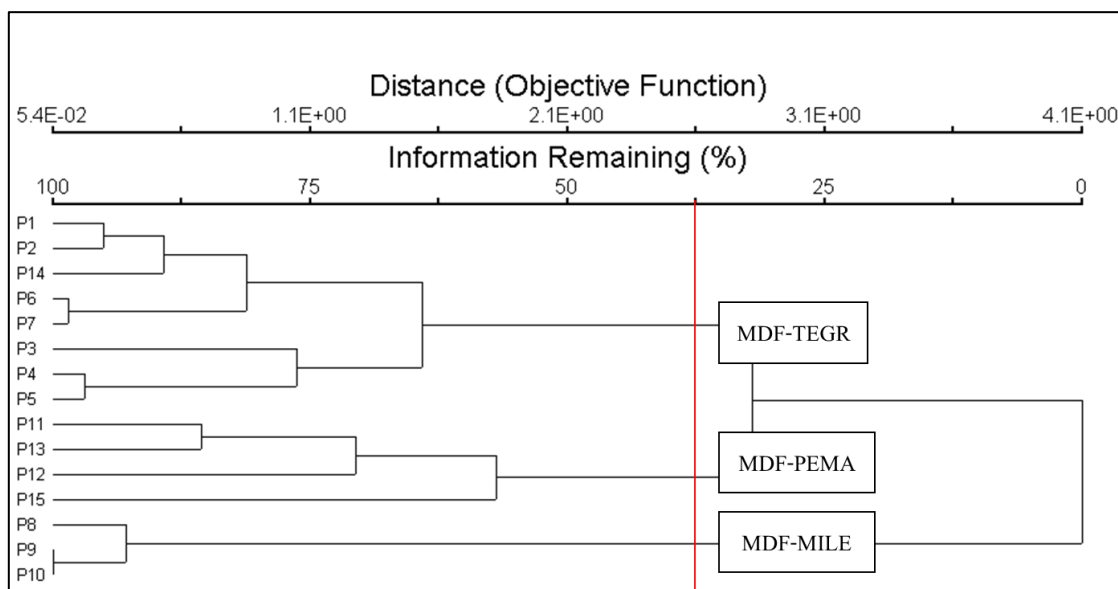 Distance (Objective Function)
5.4E-02 1.1E+00 2.1E+00 3.1E+00 4.1E+00
Information Remaining (%)
100 75 50 25 0
P1
P2
P14
P6
P7
P3
P4
P5
P11
P13
P12
P15
P8
P9
P10
MDF-TEGR
MDF-PEMA
MDF-MILE